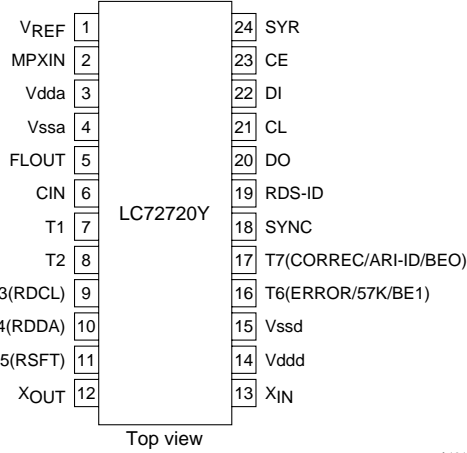 VREF 1 24 SYR
MPXIN 2 23 CE
Vdda 3 22 DI
Vssa 4 21 CL
FLOUT 5 20 DO
CIN 6 19 RDS-ID
LC72720Y
T1 7 18 SYNC
T2 8 17 T7(CORREC/ARI-ID/BEO)
3(RDCL) 9 16 T6(ERROR/57K/BE1)
4(RDDA) 10 15 Vssd
5(RSFT) 11 14 Vddd
XOUT 12 13 XIN
Top view